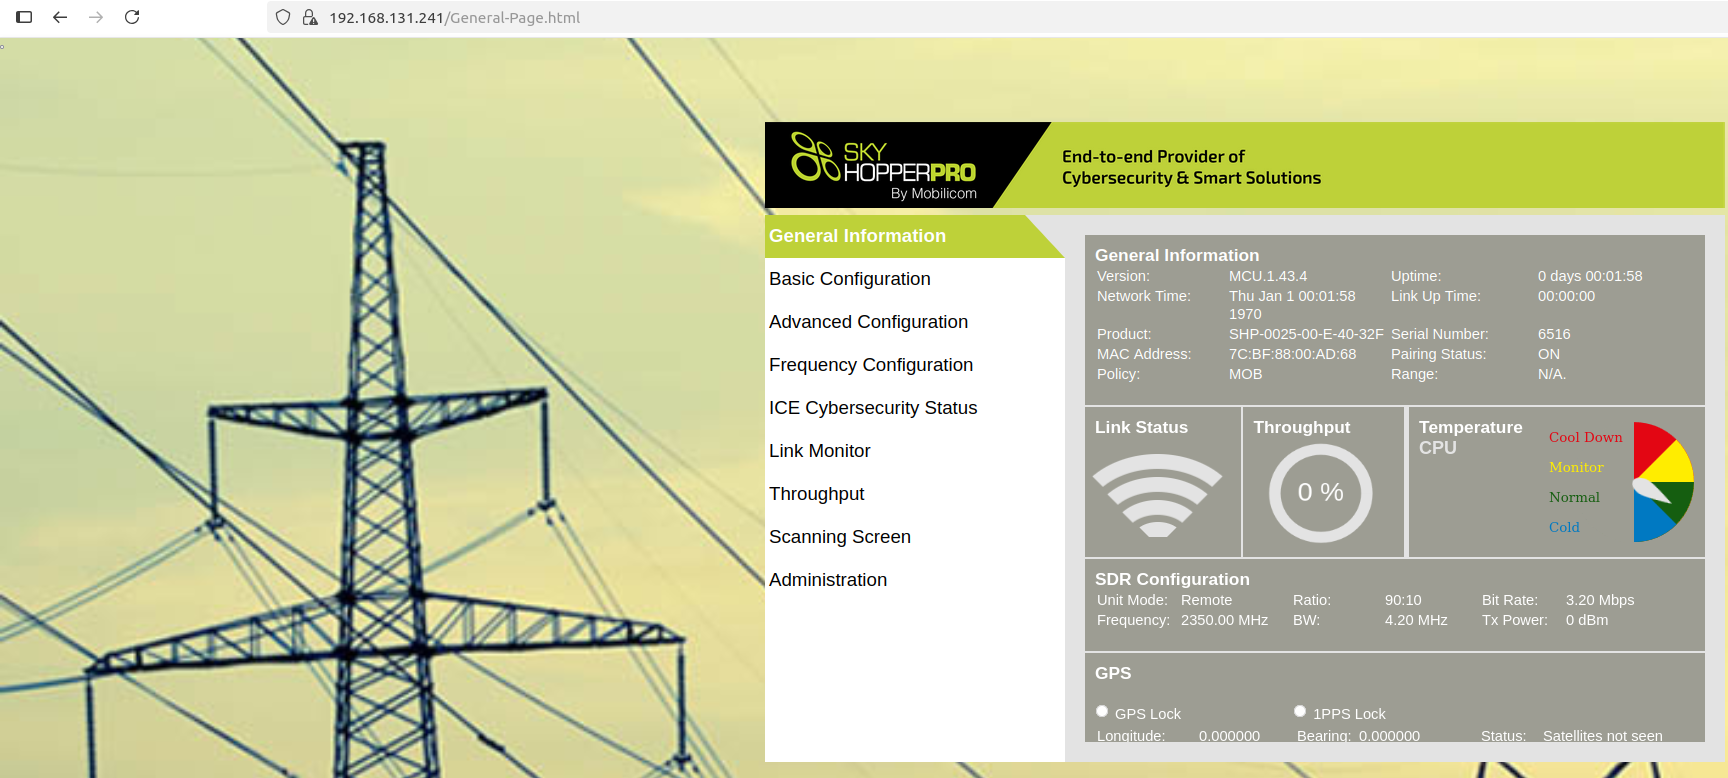 192.168.131.241/General-Page.html
SKY
HOPPERPRO
By Mobilicom
End-to-end Provider of
Cybersecurity & Smart Solutions
General Information
Basic Configuration
Advanced Configuration
Frequency Configuration
ICE Cybersecurity Status
Link Monitor
Throughput
Scanning Screen
Administration
General Information
Version: MCU.1.43.4 Uptime: 0 days 00:01:58
Network Time: Thu Jan 1 00:01:58 Link Up Time: 00:00:00
1970
Product: SHP-0025-00-E-40-32F Serial Number: 6516
MAC Address: 7C:BF:88:00:AD:68 Pairing Status: ON
Policy: MOB Range: N/A.
Link Status
Throughput
0 %
Temperature
CPU
Cool Down
Monitor
Normal
Cold
SDR Configuration
Unit Mode: Remote Ratio: 90:10 Bit Rate: 3.20 Mbps
Frequency: 2350.00 MHz BW: 4.20 MHz Tx Power: 0 dBm
GPS
GPS Lock 1PPS Lock
Longitude: 0.000000 Bearing: 0.000000 Status: Satellites not seen